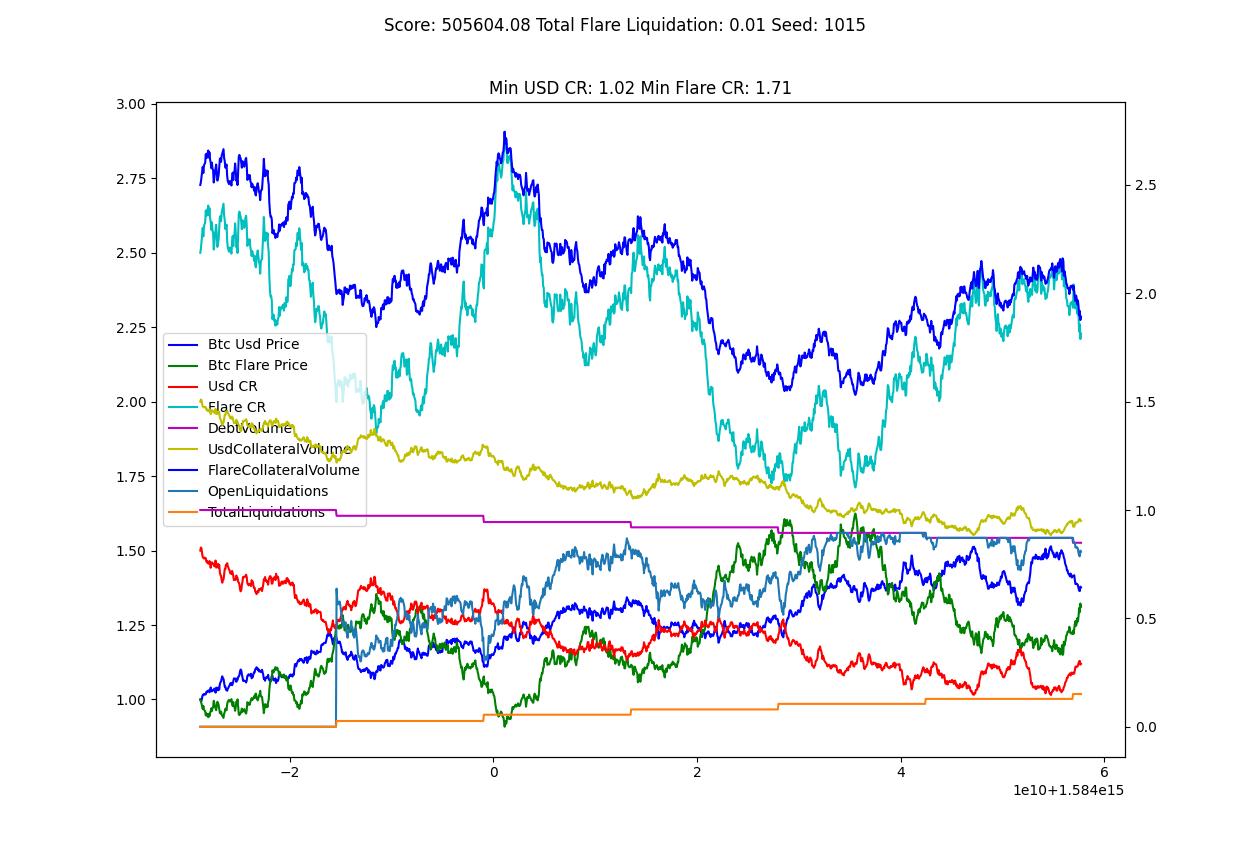 Score: 505604.08 Total Flare Liquidation: 0.01 Seed: 1015
Min USD CR: 1.02 Min Flare CR: 1.71
3.00
2.75
2.50
2.25
2.00
1.75
1.50
1.25
1.00
Btc Usd Price
Btc Flare Price
Usd CR
Flare CR
DebtVolume
UsdCollateralVolume
FlareCollateralVolume
OpenLiquidations
TotalLiquidations
2.5
2.0
1.5
1.0
0.5
0.0
−2 0 2 4 6
1e10+1.584e15